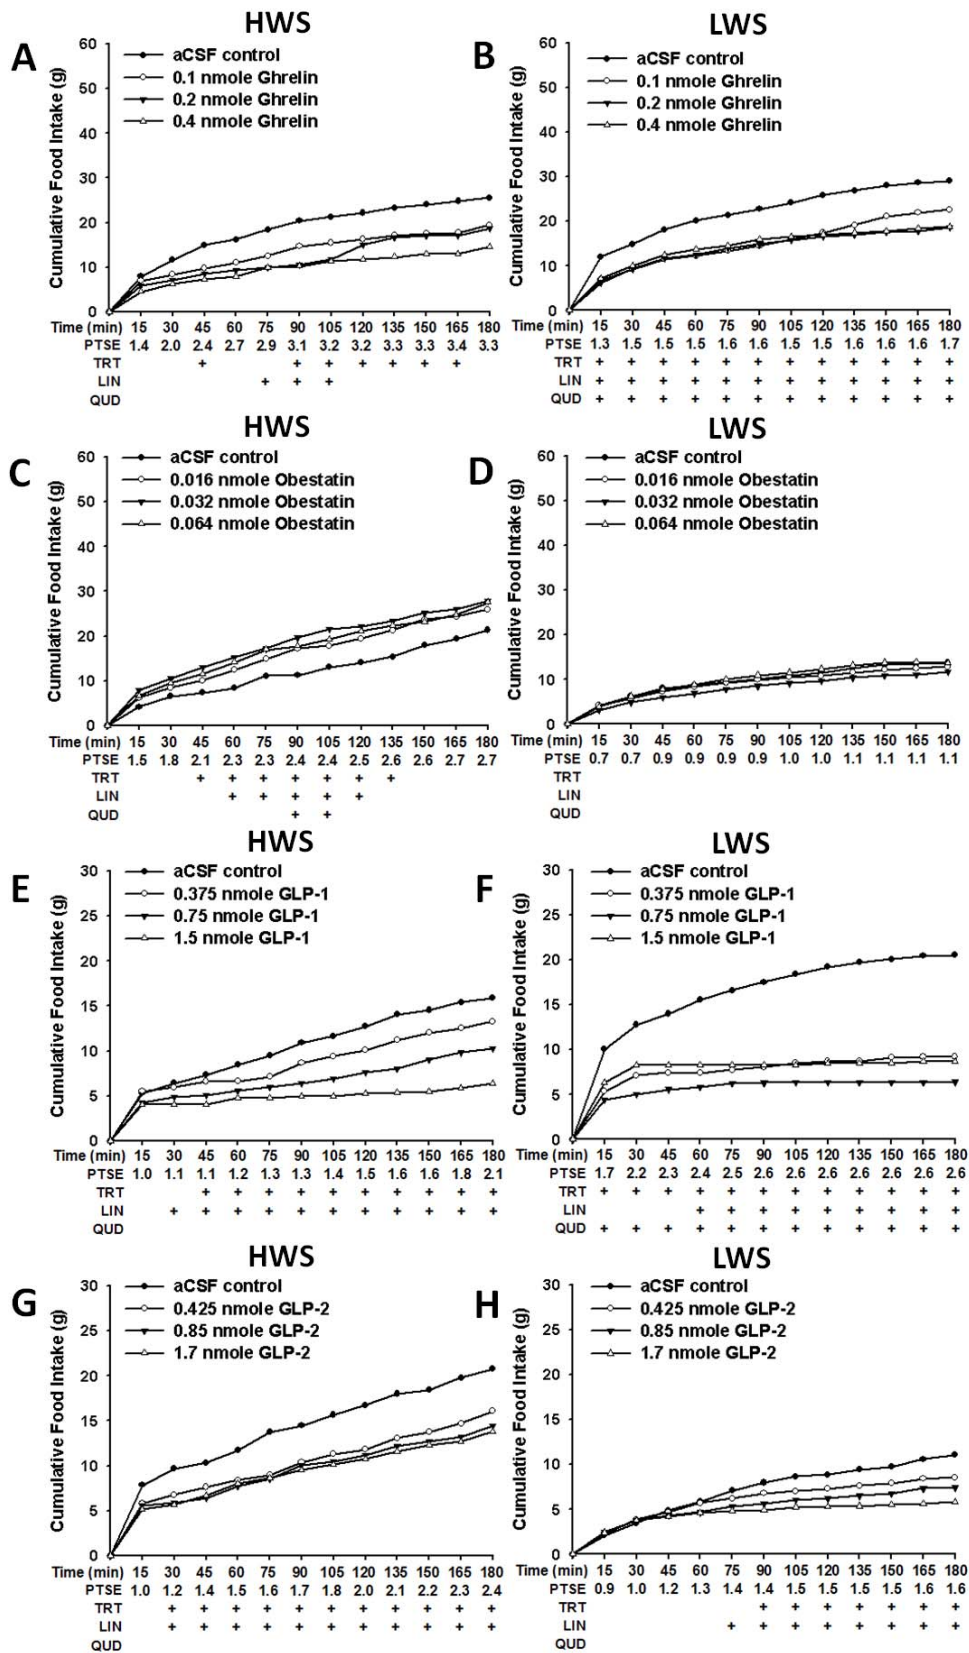 HWS
A
aCSF control
0.1 nmole Ghrelin
0.2 nmole Ghrelin
0.4 nmole Ghrelin
Cumulative Food Intake (g)
60
50
40
30
20
10
0
Time (min) 15 30 45 60 75 90 105 120 135 150 165 180
PTSE 1.4 2.0 2.4 2.7 2.9 3.1 3.2 3.2 3.3 3.3 3.4 3.3
TRT + + + + + + +
LIN + + +
QUD
LWS
B
aCSF control
0.1 nmole Ghrelin
0.2 nmole Ghrelin
0.4 nmole Ghrelin
Cumulative Food Intake (g)
60
50
40
30
20
10
0
Time (min) 15 30 45 60 75 90 105 120 135 150 165 180
PTSE 1.3 1.5 1.5 1.5 1.6 1.6 1.5 1.5 1.6 1.6 1.6 1.7
TRT + + + + + + + + + + + +
LIN + + + + + + + + + + + +
QUD + + + + + + + + + + + +
HWS
C
aCSF control
0.016 nmole Obestatin
0.032 nmole Obestatin
0.064 nmole Obestatin
Cumulative Food Intake (g)
60
50
40
30
20
10
0
Time (min) 15 30 45 60 75 90 105 120 135 150 165 180
PTSE 1.5 1.8 2.1 2.3 2.3 2.4 2.4 2.5 2.6 2.6 2.7 2.7
TRT + + + + + + +
LIN + + + + +
QUD + +
LWS
D
aCSF control
0.016 nmole Obestatin
0.032 nmole Obestatin
0.064 nmole Obestatin
Cumulative Food Intake (g)
60
50
40
30
20
10
0
Time (min) 15 30 45 60 75 90 105 120 135 150 165 180
PTSE 0.7 0.7 0.9 0.9 0.9 0.9 1.0 1.0 1.1 1.1 1.1 1.1
TRT
LIN
QUD
HWS
E
aCSF control
0.375 nmole GLP-1
0.75 nmole GLP-1
1.5 nmole GLP-1
Cumulative Food Intake (g)
30
25
20
15
10
5
0
Time (min) 15 30 45 60 75 90 105 120 135 150 165 180
PTSE 1.0 1.1 1.1 1.2 1.3 1.3 1.4 1.5 1.6 1.6 1.8 2.1
TRT + + + + + + + + + +
LIN + + + + + + + + + + +
QUD
LWS
F
aCSF control
0.375 nmole GLP-1
0.75 nmole GLP-1
1.5 nmole GLP-1
Cumulative Food Intake (g)
30
25
20
15
10
5
0
Time (min) 15 30 45 60 75 90 105 120 135 150 165 180
PTSE 1.7 2.2 2.3 2.4 2.5 2.6 2.6 2.6 2.6 2.6 2.6 2.6
TRT + + + + + + + + + + + +
LIN + + + + + + + + +
QUD + + + + + + + + + + + +
HWS
G
aCSF control
0.425 nmole GLP-2
0.85 nmole GLP-2
1.7 nmole GLP-2
Cumulative Food Intake (g)
30
25
20
15
10
5
0
Time (min) 15 30 45 60 75 90 105 120 135 150 165 180
PTSE 1.0 1.2 1.4 1.5 1.6 1.7 1.8 2.0 2.1 2.2 2.3 2.4
TRT + + + + + + + + + + +
LIN + + + + + + + + + + +
QUD
LWS
H
aCSF control
0.425 nmole GLP-2
0.85 nmole GLP-2
1.7 nmole GLP-2
Cumulative Food Intake (g)
30
25
20
15
10
5
0
Time (min) 15 30 45 60 75 90 105 120 135 150 165 180
PTSE 0.9 1.0 1.2 1.3 1.4 1.4 1.5 1.5 1.5 1.5 1.6 1.6
TRT + + + + + + +
LIN + + + + + + + +
QUD